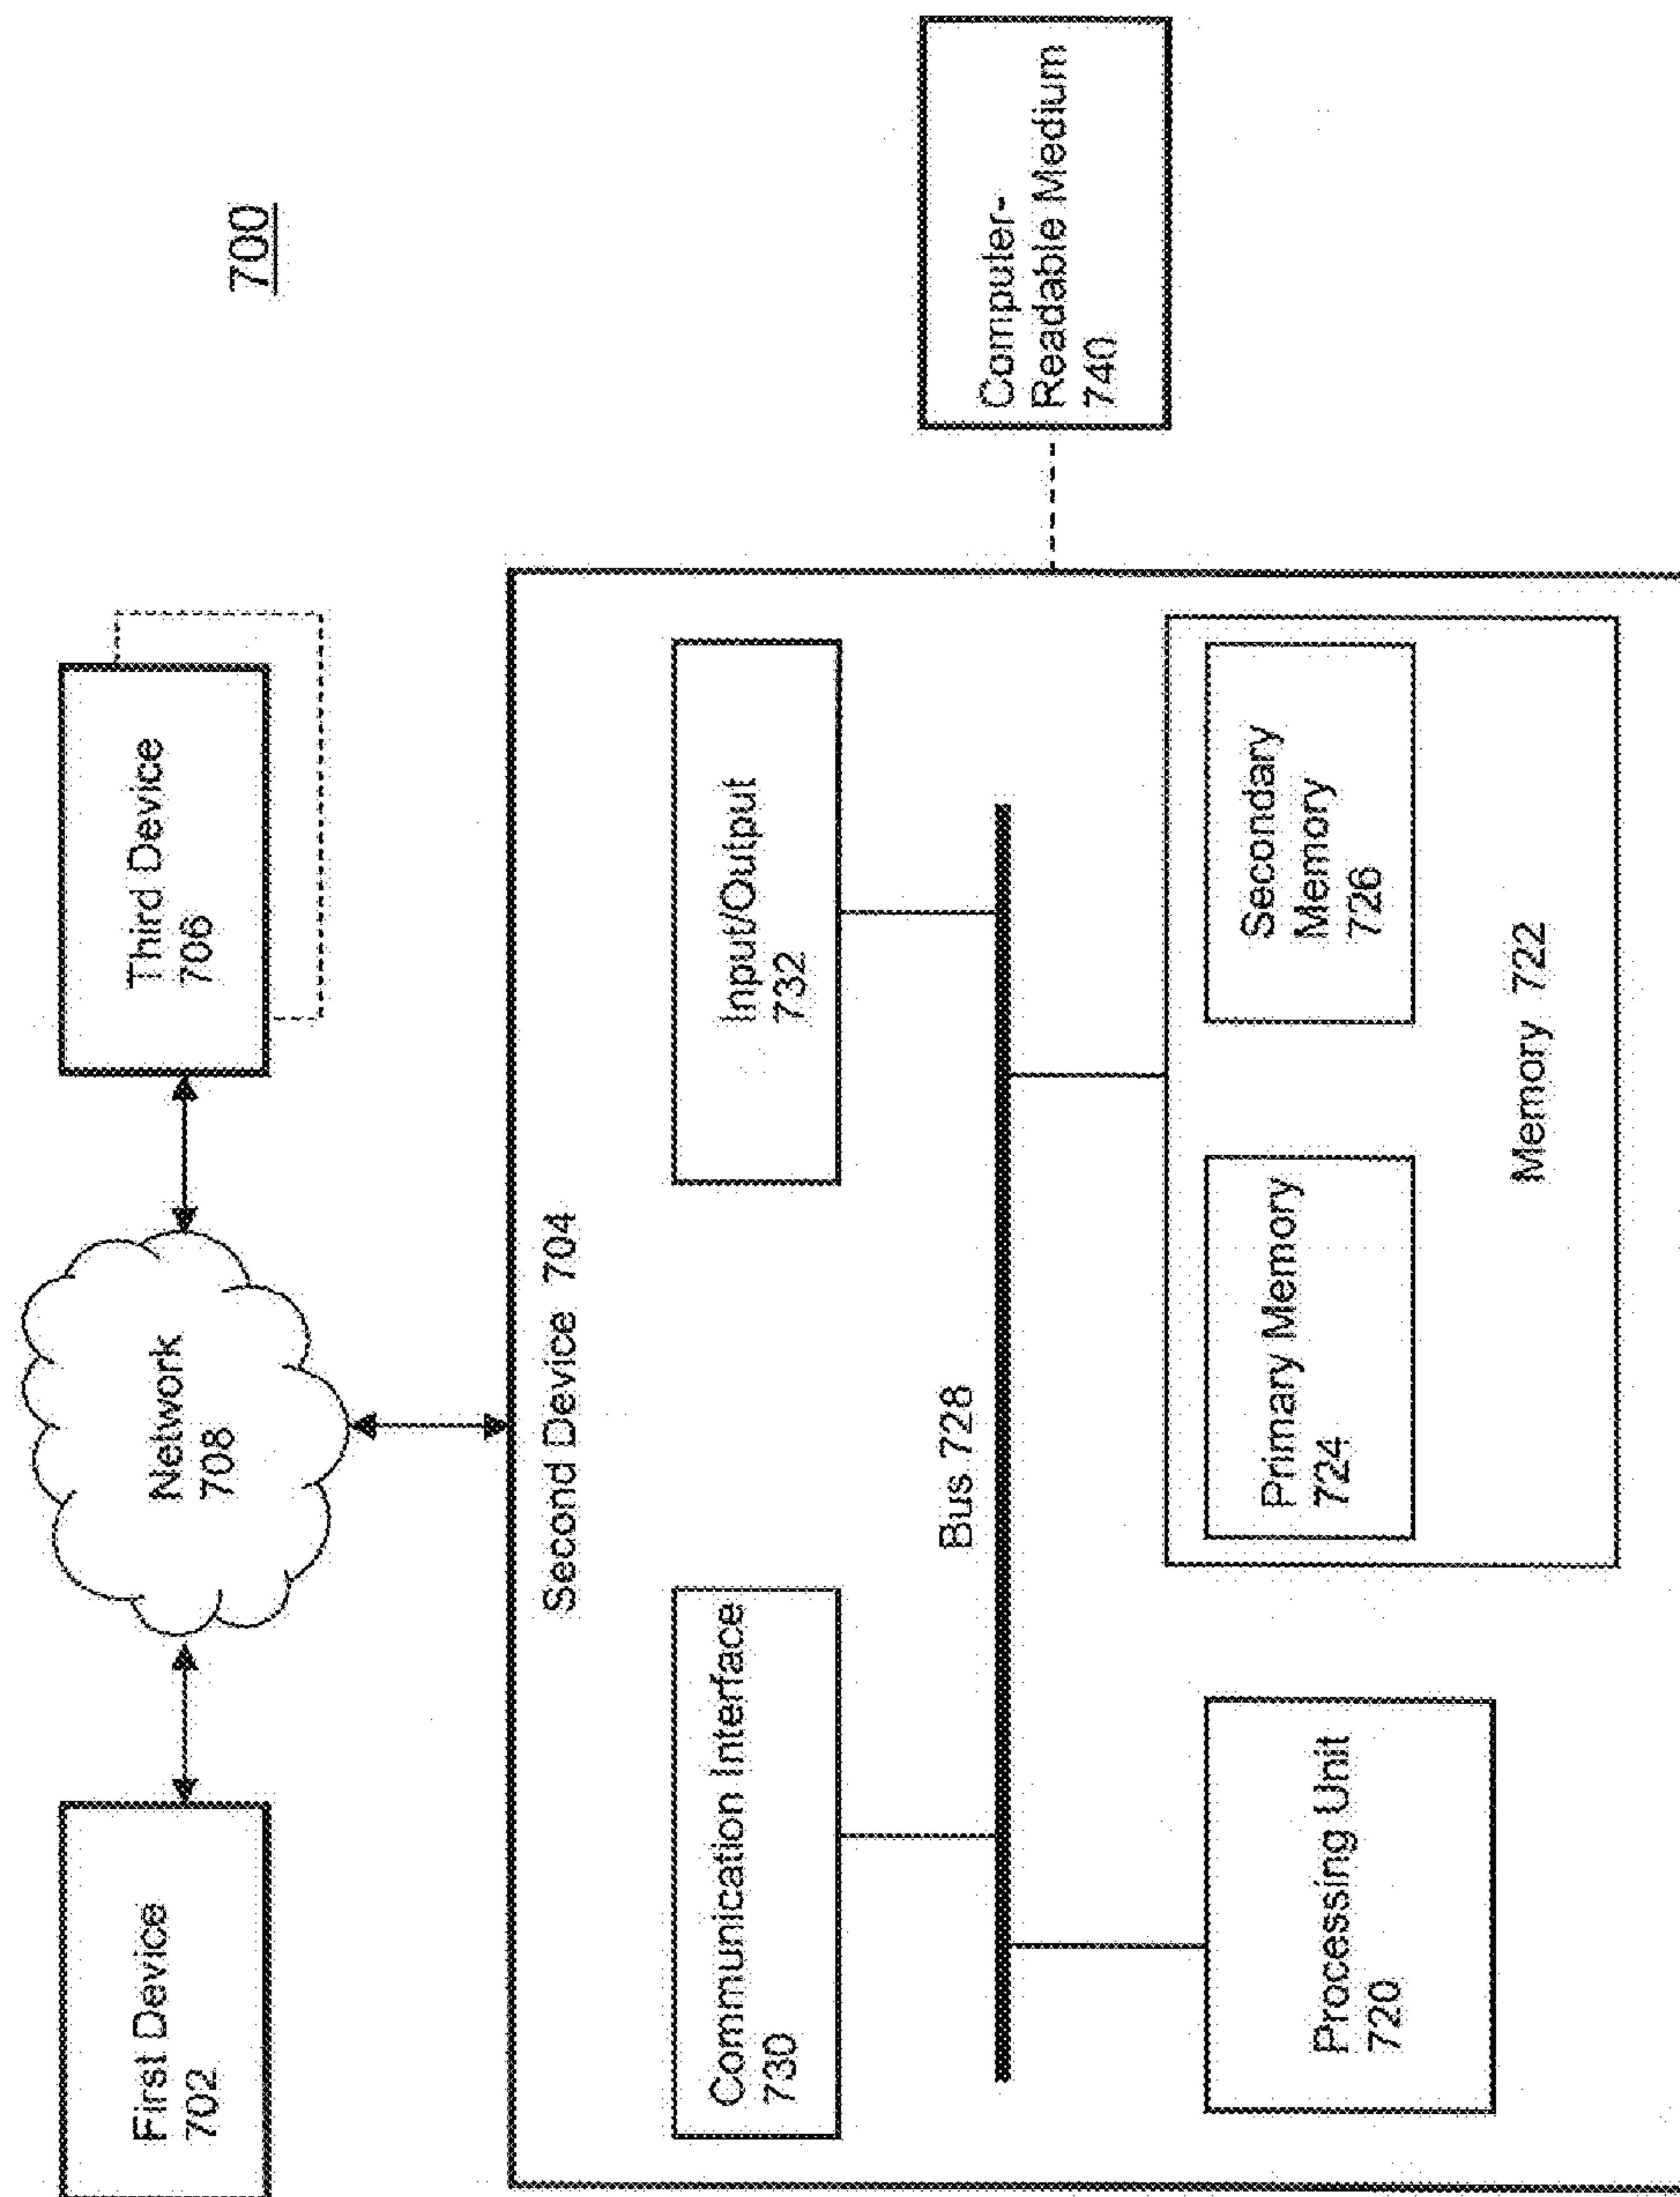 700
First Device
702
Network
708
Third Device
706
Second Device 704
Communication Interface
730
Input/Output
732
Bus 728
Processing Unit
720
Primary Memory
724
Secondary
Memory
726
Memory 722
Computer-
Readable Medium
740